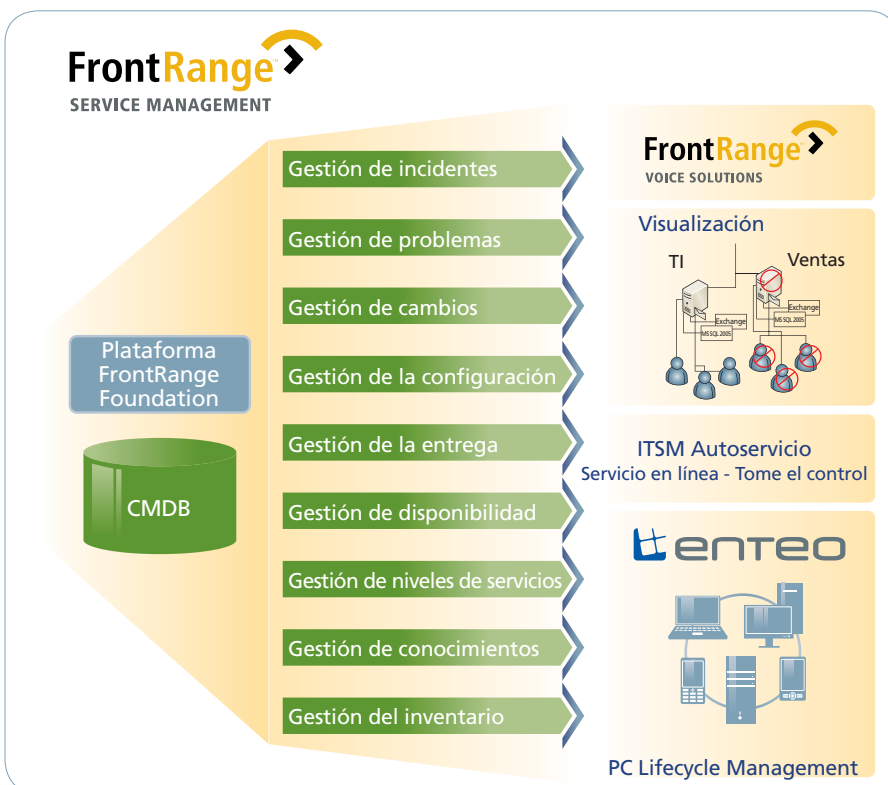 FrontRange™
SERVICE MANAGEMENT
Plataforma
FrontRange
Foundation
CMDB
Gestión de incidentes
Gestión de problemas
Gestión de cambios
Gestión de la configuración
Gestión de la entrega
Gestión de disponibilidad
Gestión de niveles de servicios
Gestión de conocimientos
Gestión del inventario
FrontRange™
VOICE SOLUTIONS
Visualización
TI
Ventas
Exchange
MS SQL 2005
Exchange
MS SQL 2005
ITSM Autoservicio
Servicio en línea - Tome el control
enteo
PC Lifecycle Management